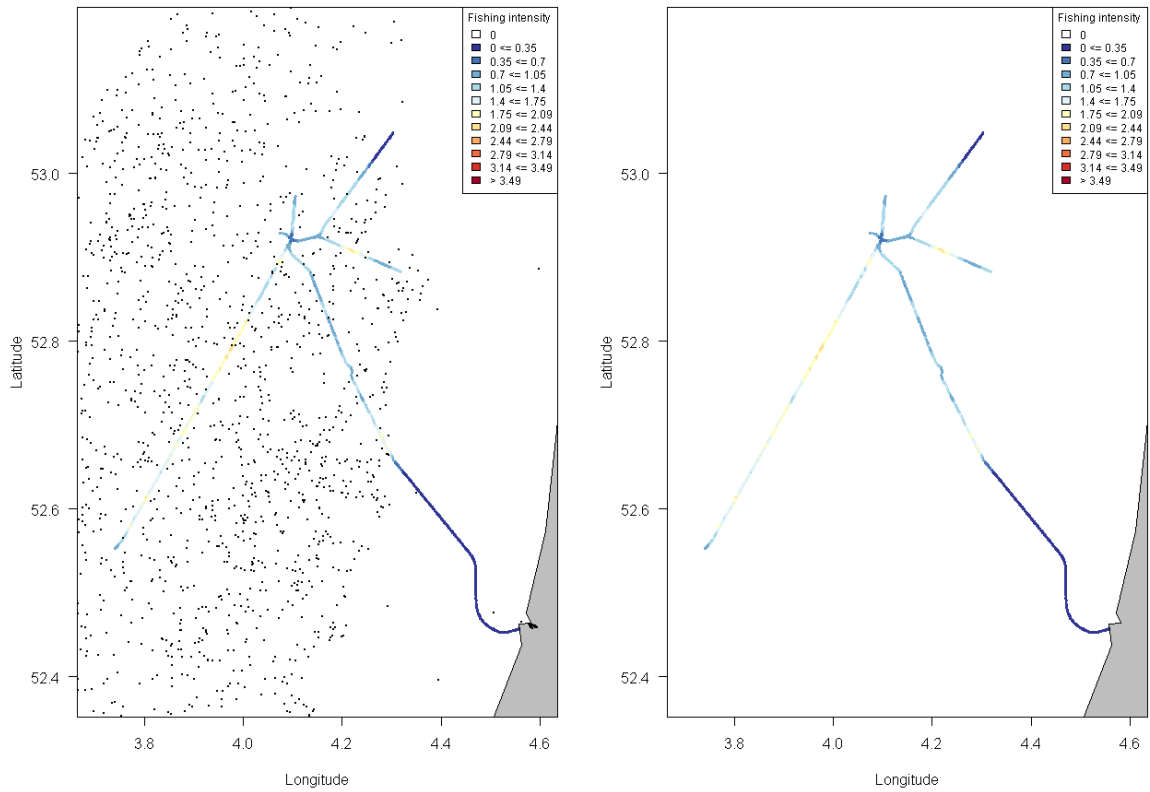 Fishing intensity
0
0 <= 0.35
0.35 <= 0.7
0.7 <= 1.05
1.05 <= 1.4
1.4 <= 1.75
1.75 <= 2.09
2.09 <= 2.44
2.44 <= 2.79
2.79 <= 3.14
3.14 <= 3.49
> 3.49
53.0
52.8
52.6
52.4
Latitude
3.8 4.0 4.2 4.4 4.6
Longitude
Fishing intensity
0
0 <= 0.35
0.35 <= 0.7
0.7 <= 1.05
1.05 <= 1.4
1.4 <= 1.75
1.75 <= 2.09
2.09 <= 2.44
2.44 <= 2.79
2.79 <= 3.14
3.14 <= 3.49
> 3.49
53.0
52.8
52.6
52.4
Latitude
3.8 4.0 4.2 4.4 4.6
Longitude